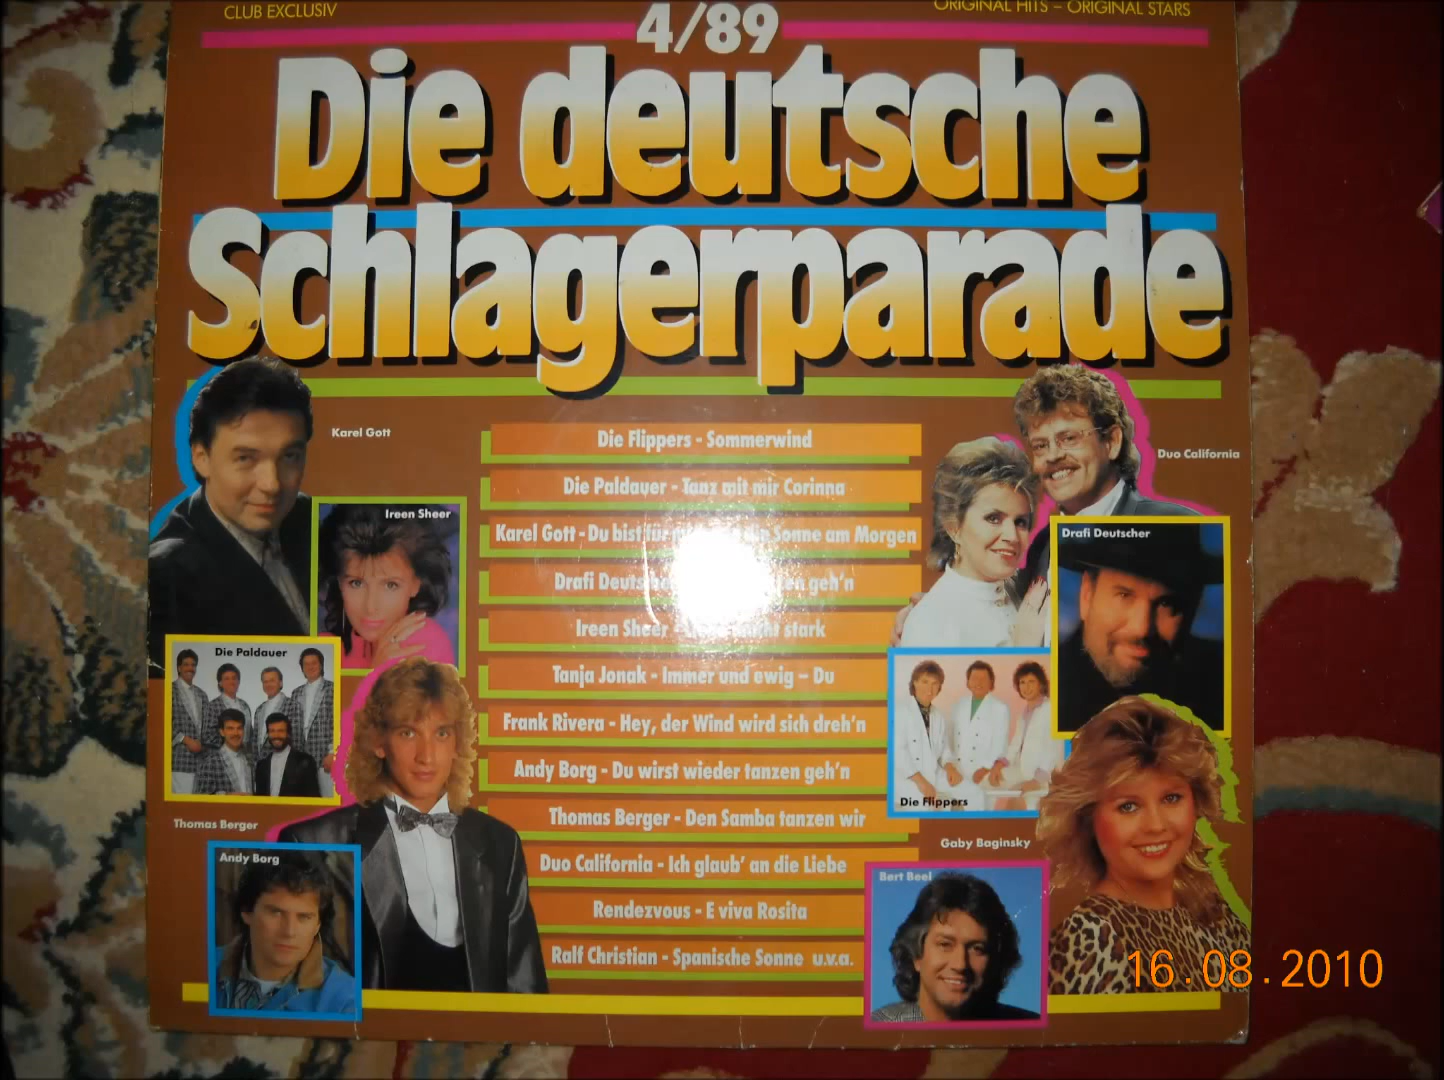 CLUB EXCLUSIV
ORIGINAL HITS – ORIGINAL STARS
4/89
Die deutsche
Schlagerparade
Karel Gott
Ireen Sheer
Die Paldauer
Thomas Berger
Andy Borg
Die Flippers - Sommerwind
Die Paldauer - Tanz mit mir Corinna
Karel Gott - Du bist für Sonne am Morgen
Drafi geh'n
Ireen Sheer - stark
Tanja Jonak - Immer und ewig – Du
Frank Rivera - Hey, der Wind wird sich dreh'n
Andy Borg - Du wirst wieder tanzen geh'n
Thomas Berger - Den Samba tanzen wir
Duo California - Ich glaub' an die Liebe
Rendezvous - E viva Rosita
Ralf Christian - Spanische Sonne u.v.a.
Duo California
Drafi Deutscher
Die Flippers
Gaby Baginsky
Bert Beel
16.08.2010